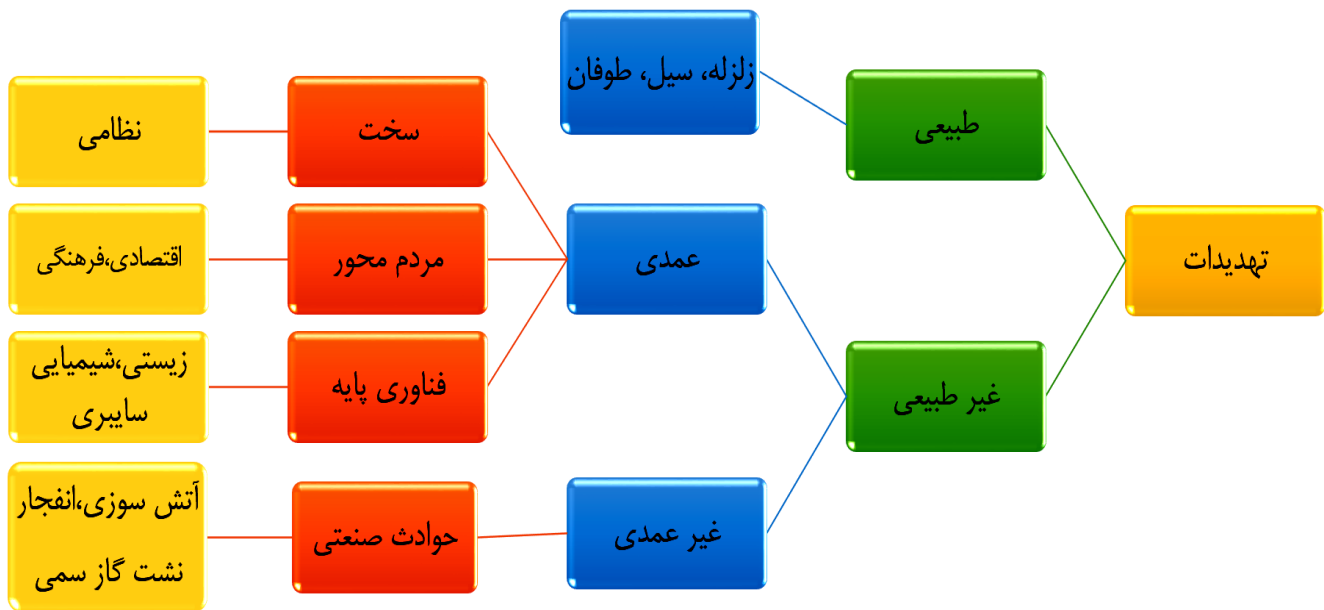 تهدیدات
طبیعی
زلزله، سیل، طوفان
غیر طبیعی
عمدی
سخت
نظامی
مردم محور
اقتصادی،فرهنگی
فناوری پایه
زیستی،شیمیایی
سایبری
غیر عمدی
حوادث صنعتی
آتش سوزی،انفجار
نشت گاز سمی